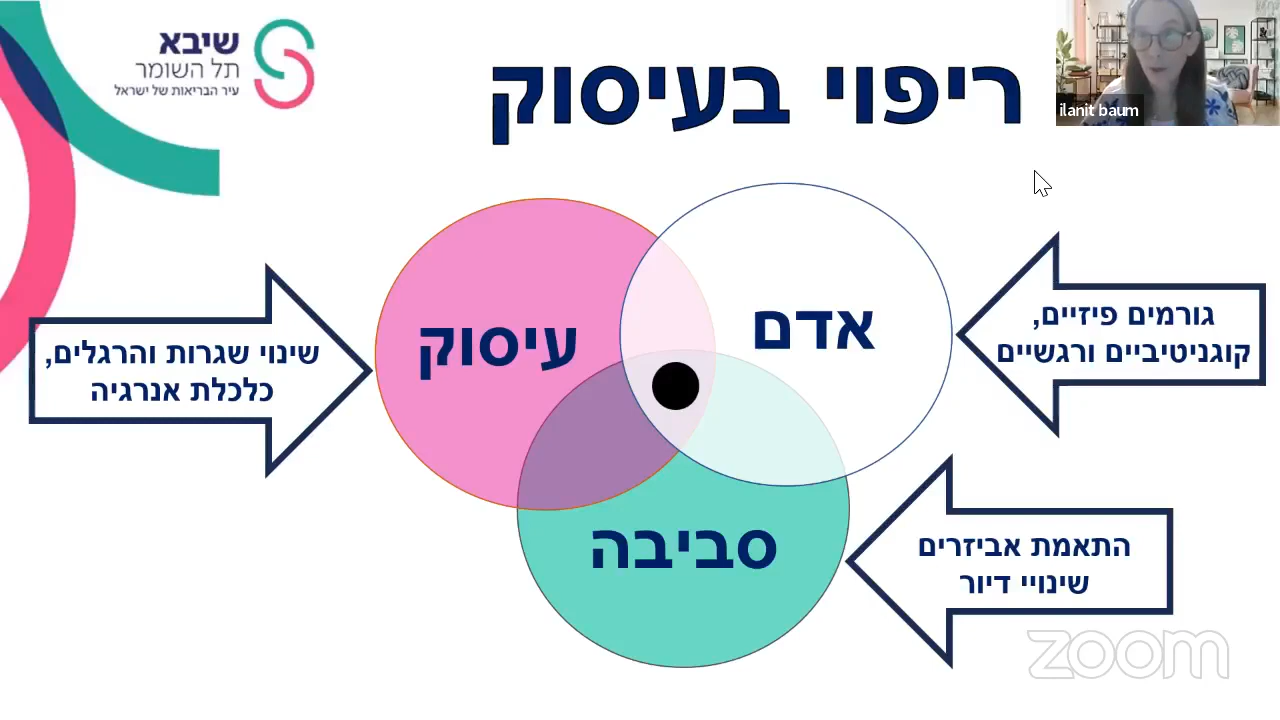 שיבא
תל השומר
עיר הבריאות של ישראל
ריפוי בעיסוק
ilanit baum
אדם
עיסוק
סביבה
גורמים פיזיים,
קוגניטיביים ורגשיים
שינוי שגרות והרגלים,
כלכלת אנרגיה
התאמת אביזרים
שינויי דיור
zoom